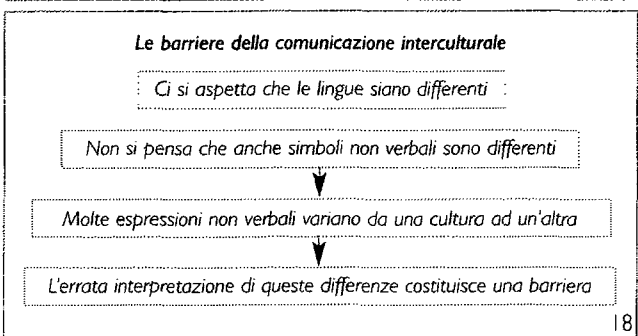 Le barriere della comunicazione interculturale
Ci si aspetta che le lingue siano differenti
Non si pensa che anche simboli non verbali sono differenti
Molte espressioni non verbali variano da una cultura ad un'altra
L'errata interpretazione di queste differenze costituisce una barriera
18